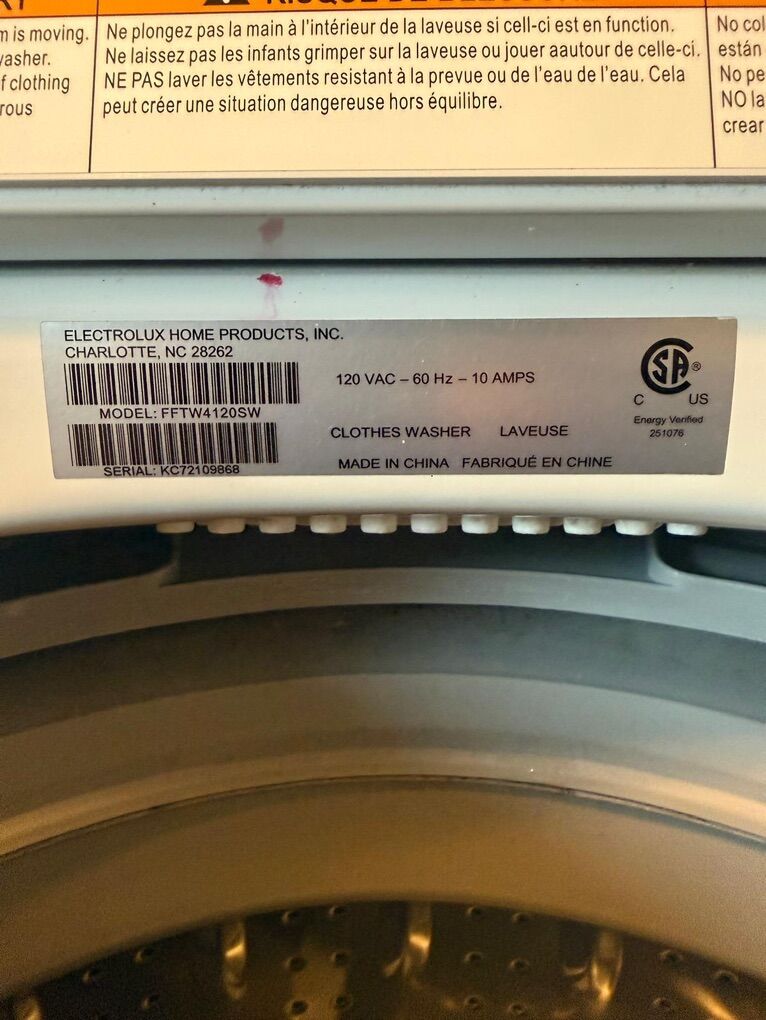 RISQUE DE
m is moving.
washer.
f clothing
rous
Ne plongez pas la main à l'intérieur de la laveuse si cell-ci est en function.
Ne laissez pas les infants grimper sur la laveuse ou jouer aautour de celle-ci.
NE PAS laver les vêtements resistant à la prevue ou de l'eau de l'eau. Cela
peut créer une situation dangereuse hors équilibre.
No col
están
No pe
NO la
crear
ELECTROLUX HOME PRODUCTS, INC.
CHARLOTTE, NC 28262
MODEL: FFTW4120SW
SERIAL: KC72109868
120 VAC – 60 Hz – 10 AMPS
CLOTHES WASHER LAVEUSE
MADE IN CHINA FABRIQUÉ EN CHINE
SA®
C US
Energy Verified
251076